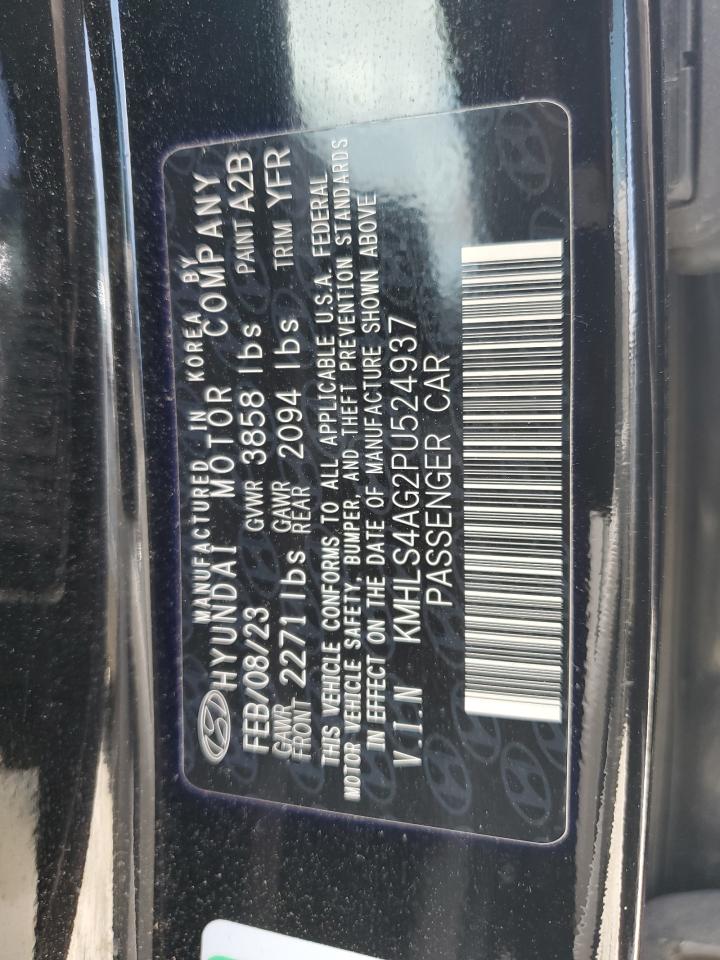 MANUFACTURED IN KOREA BY
HYUNDAI MOTOR COMPANY
FEB/08/23 GVWR 3858 lbs PAINT A2B
GAWR FRONT 2271 lbs GAWR REAR 2094 lbs TRIM YFR
THIS VEHICLE CONFORMS TO ALL APPLICABLE U.S.A. FEDERAL
MOTOR VEHICLE SAFETY, BUMPER, AND THEFT PREVENTION STANDARDS
IN EFFECT ON THE DATE OF MANUFACTURE SHOWN ABOVE
V.I.N KMHLS4AG2PU524937
PASSENGER CAR